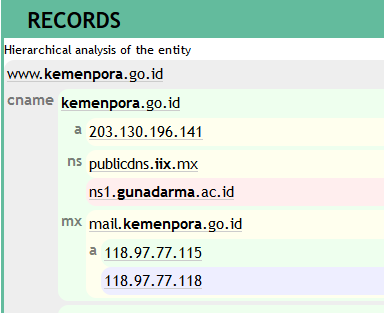 RECORDS
Hierarchical analysis of the entity
www.kemenpora.go.id
cname kemenpora.go.id
a 203.130.196.141
ns publicdns.iix.mx
ns1.gunadarma.ac.id
mx mail.kemenpora.go.id
a 118.97.77.115
118.97.77.118